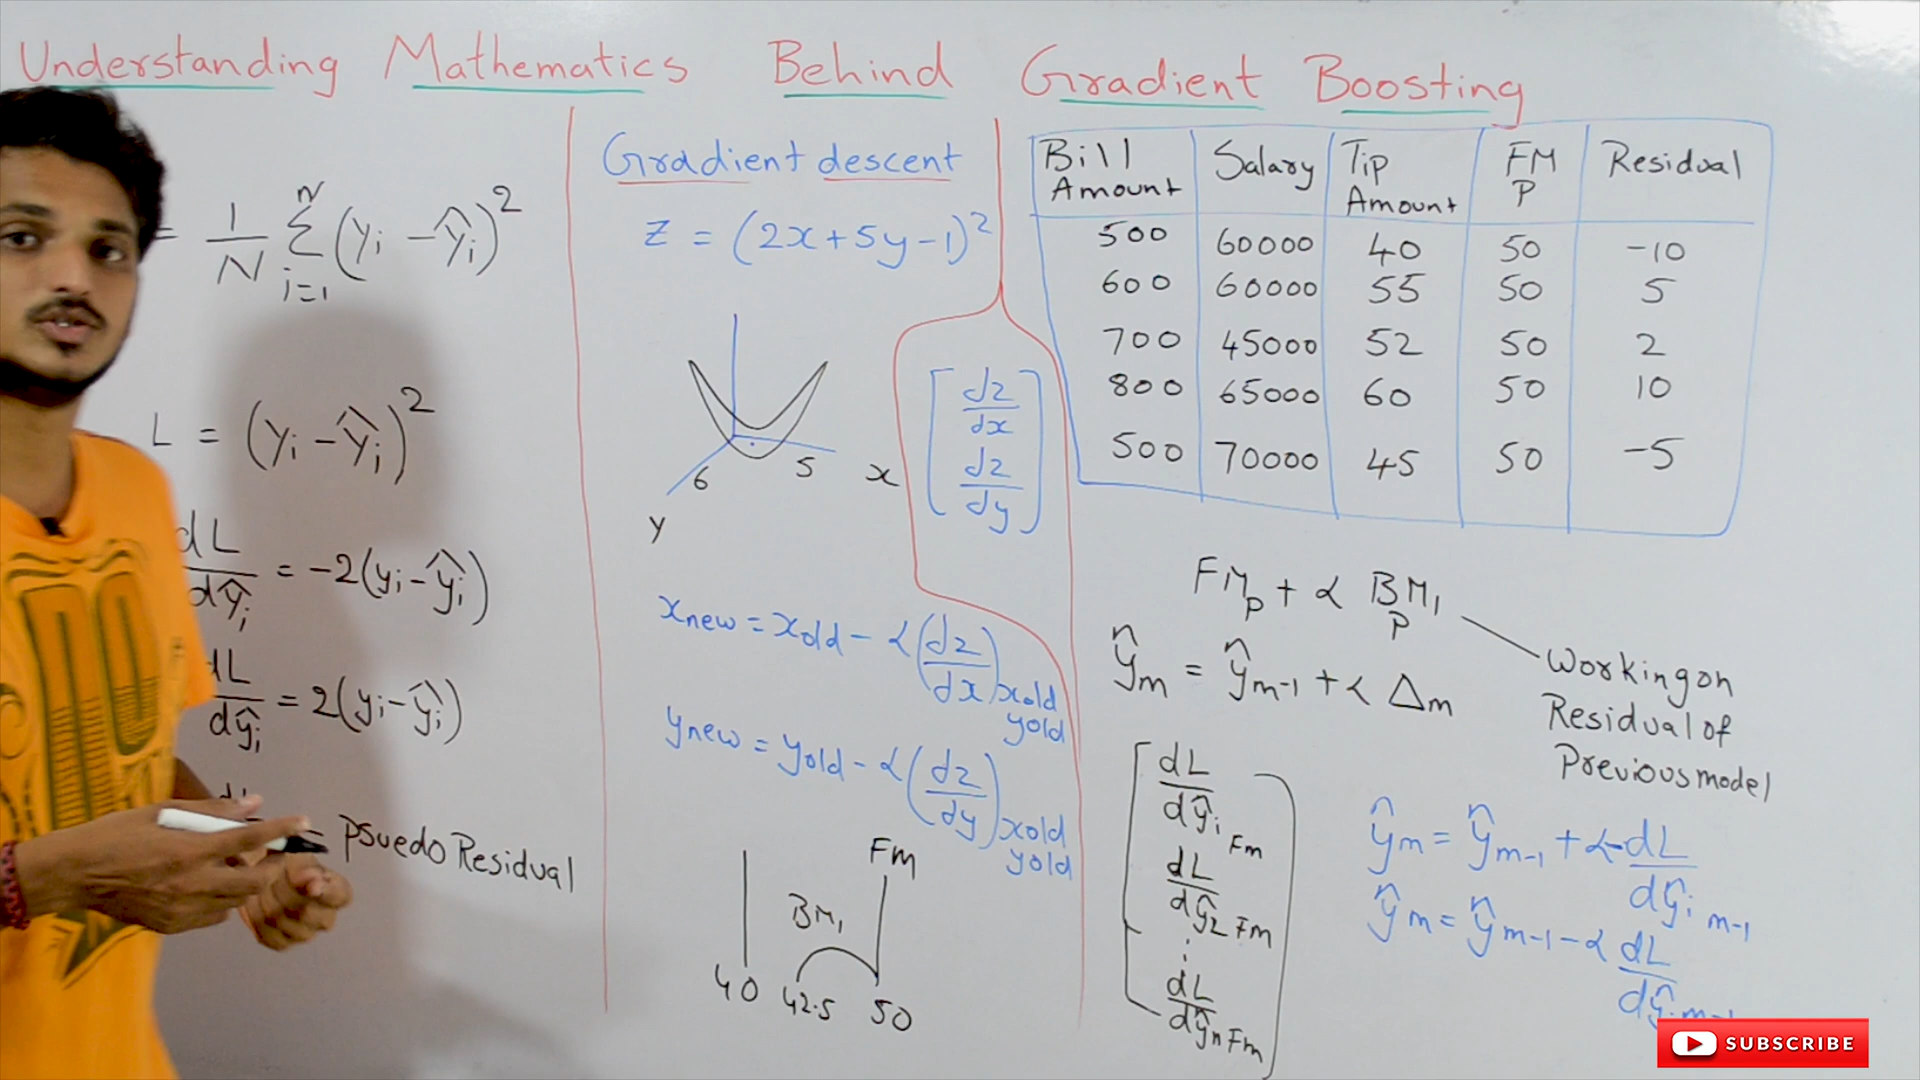 Understanding Mathematics Behind Gradient Boosting
= 1/N Σ i=1 N (yi - ŷi)²
L = (yi - ŷi)²
dL/dŷi = -2(yi - ŷi)
dL/dŷi = 2(yi - ŷi)
= Psuedo Residual
Gradient descent
Z = (2x+5y-1)²
6 5 x
y
[dz/dx
dz/dy]
xnew = xold - α(dz/dx) xold yold
ynew = yold - α(dz/dy) xold yold
Fm
BM1
40 42.5 50
Bill Amount Salary Tip Amount FM P Residual
500 60000 40 50 -10
600 60000 55 50 5
700 45000 52 50 2
800 65000 60 50 10
500 70000 45 50 -5
FMp + α BM1 P
Working on
Residual of
Previous model
ŷm = ŷm-1 + α Δm
[dL/dŷi Fm
dL/dŷ2 Fm
⋮
dL/dŷn Fm]
ŷm = ŷm-1 + α - dL/dŷi m-1
ŷm = ŷm-1 - α dL/dŷi m-1
SUBSCRIBE